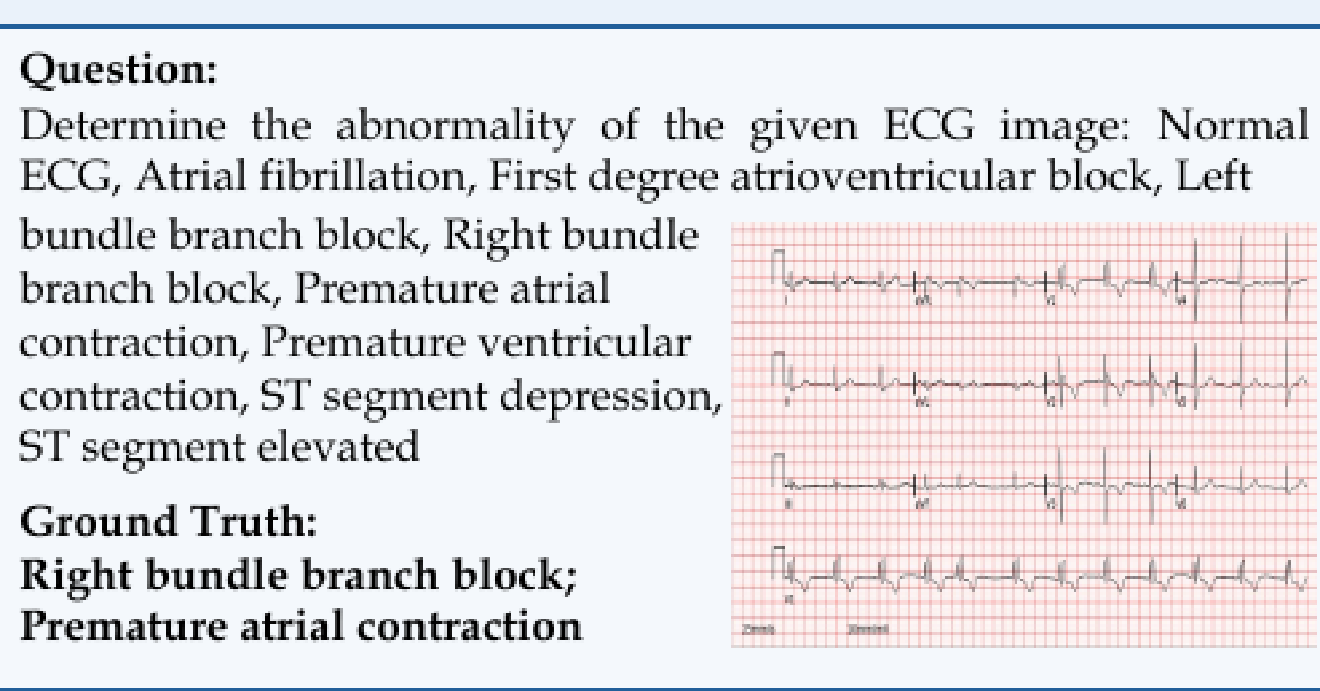 Question:
Determine the abnormality of the given ECG image: Normal
ECG, Atrial fibrillation, First degree atrioventricular block, Left
bundle branch block, Right bundle
branch block, Premature atrial
contraction, Premature ventricular
contraction, ST segment depression,
ST segment elevated
Ground Truth:
Right bundle branch block;
Premature atrial contraction